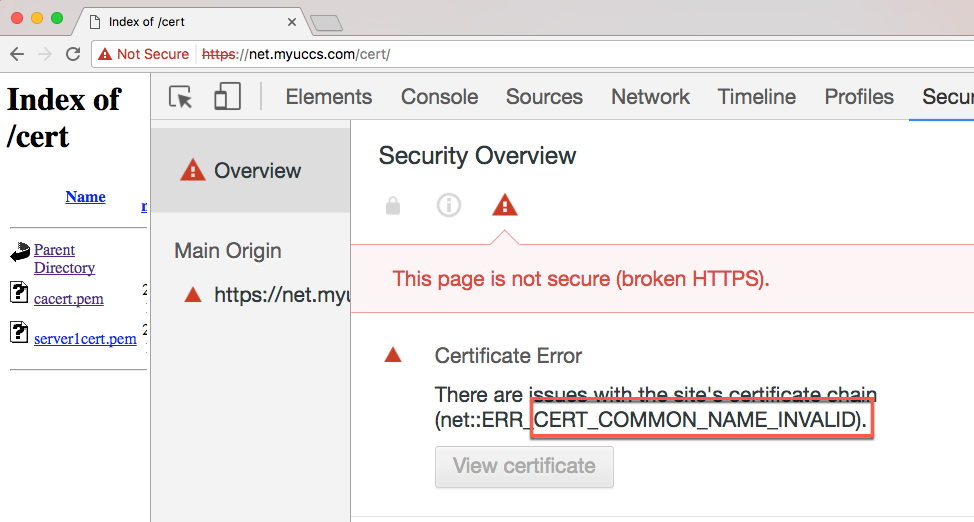 Index of /cert
Not Secure https://net.myuccs.com/cert/
Index of
/cert
Name
Parent
Directory
cacert.pem
server1cert.pem
Elements Console Sources Network Timeline Profiles Secur
Overview
Main Origin
https://net.myu
Security Overview
This page is not secure (broken HTTPS).
Certificate Error
There are issues with the site's certificate chain
(net::ERR_CERT_COMMON_NAME_INVALID).
View certificate